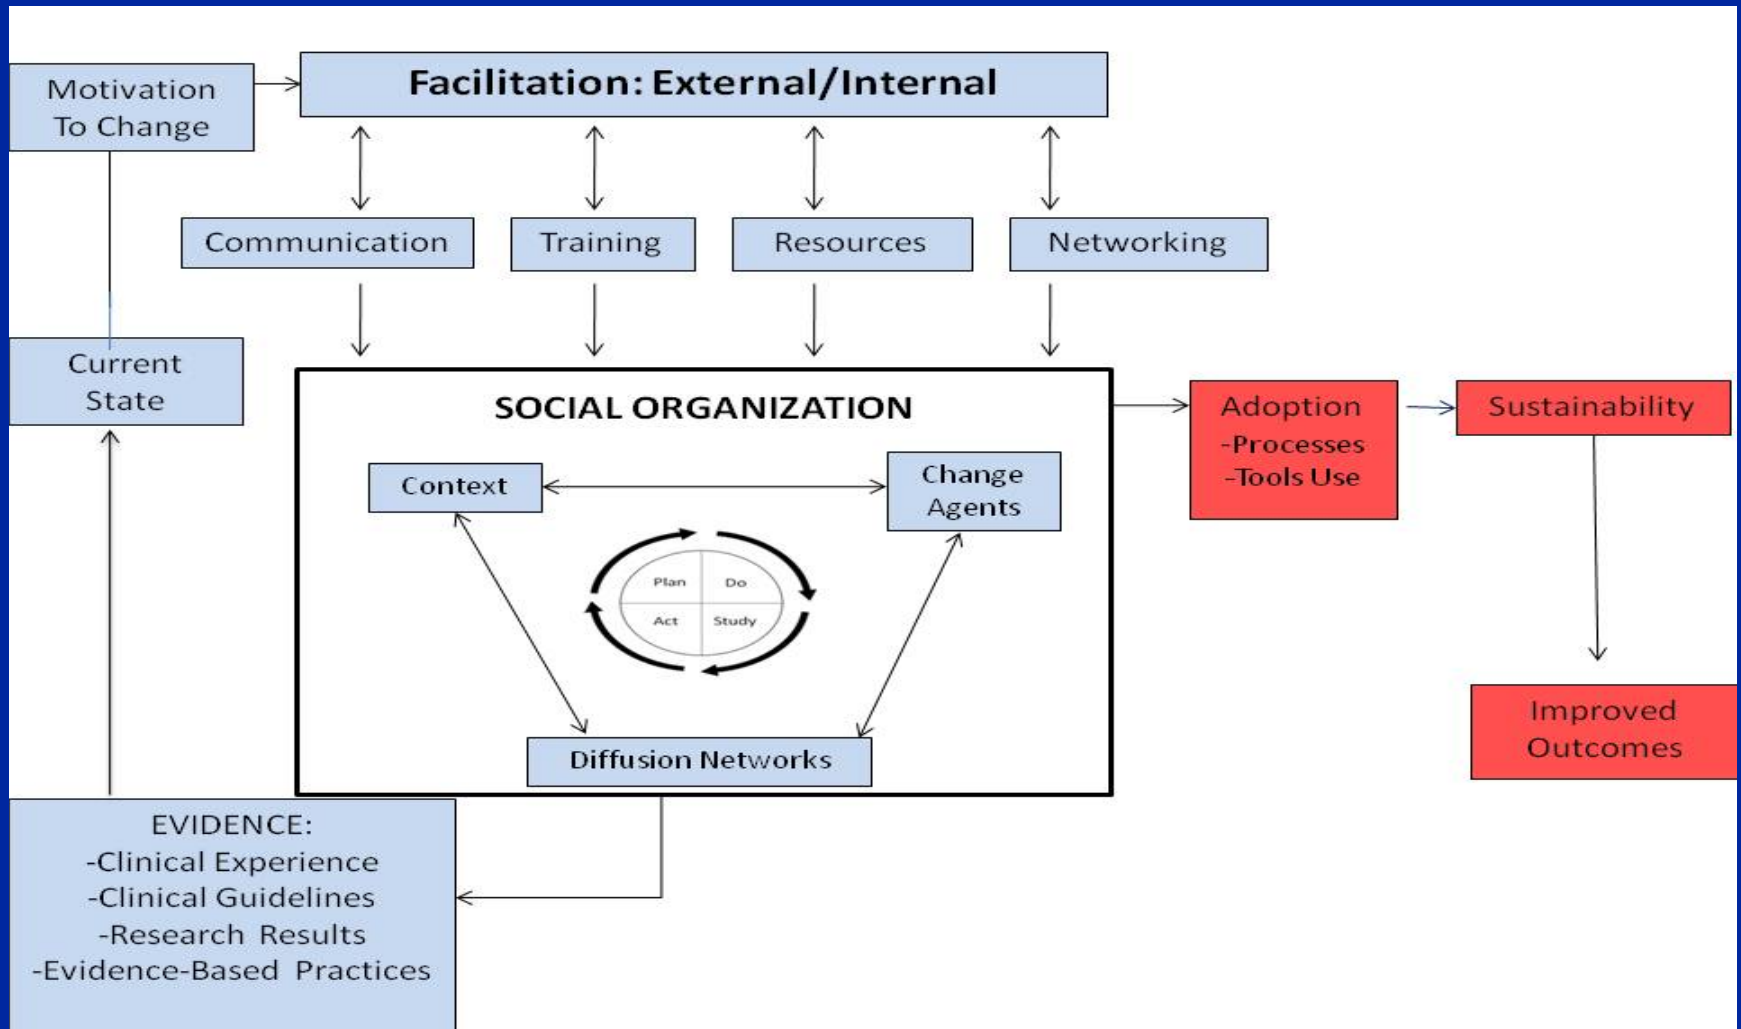 Motivation
To Change
Facilitation: External/Internal
Communication
Training
Resources
Networking
Current
State
SOCIAL ORGANIZATION
Context
Change
Agents
Plan
Do
Act
Study
Diffusion Networks
Adoption
-Processes
-Tools Use
Sustainability
Improved
Outcomes
EVIDENCE:
-Clinical Experience
-Clinical Guidelines
-Research Results
-Evidence-Based Practices